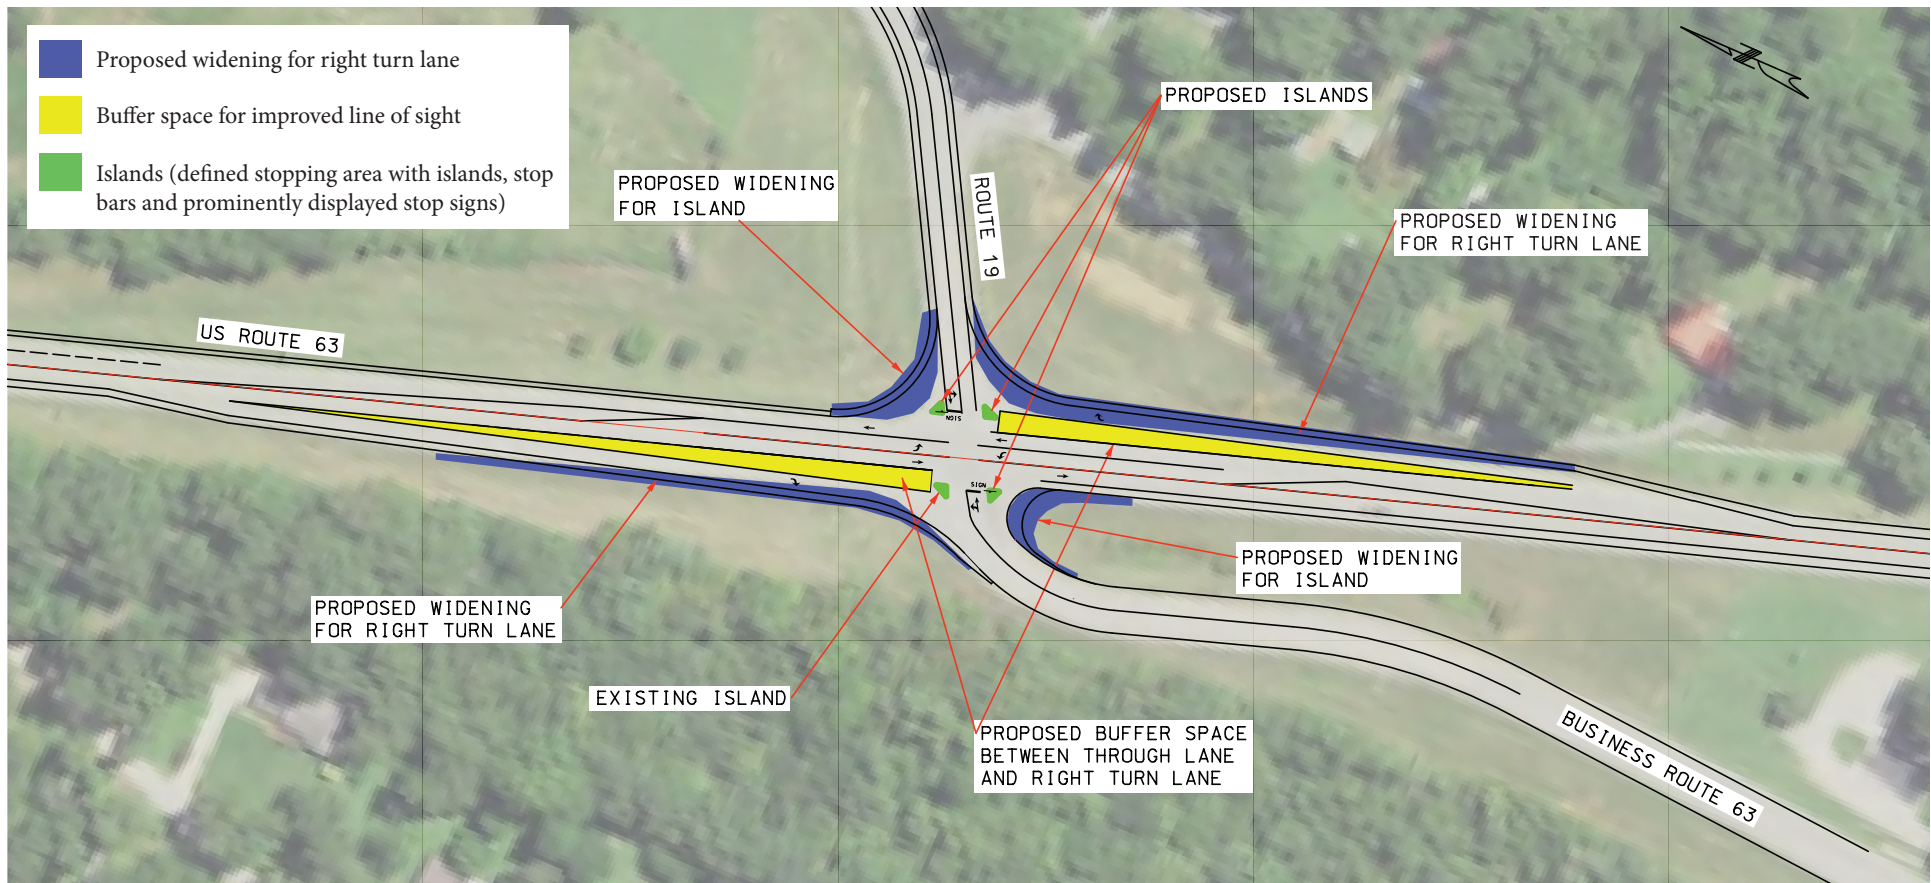 Proposed widening for right turn lane
Buffer space for improved line of sight
Islands (defined stopping area with islands, stop
bars and prominently displayed stop signs)
PROPOSED ISLANDS
PROPOSED WIDENING
FOR ISLAND
ROUTE 19
PROPOSED WIDENING
FOR RIGHT TURN LANE
US ROUTE 63
SIGN
SIGN
PROPOSED WIDENING
FOR ISLAND
PROPOSED WIDENING
FOR RIGHT TURN LANE
EXISTING ISLAND
PROPOSED BUFFER SPACE
BETWEEN THROUGH LANE
AND RIGHT TURN LANE
BUSINESS ROUTE 63